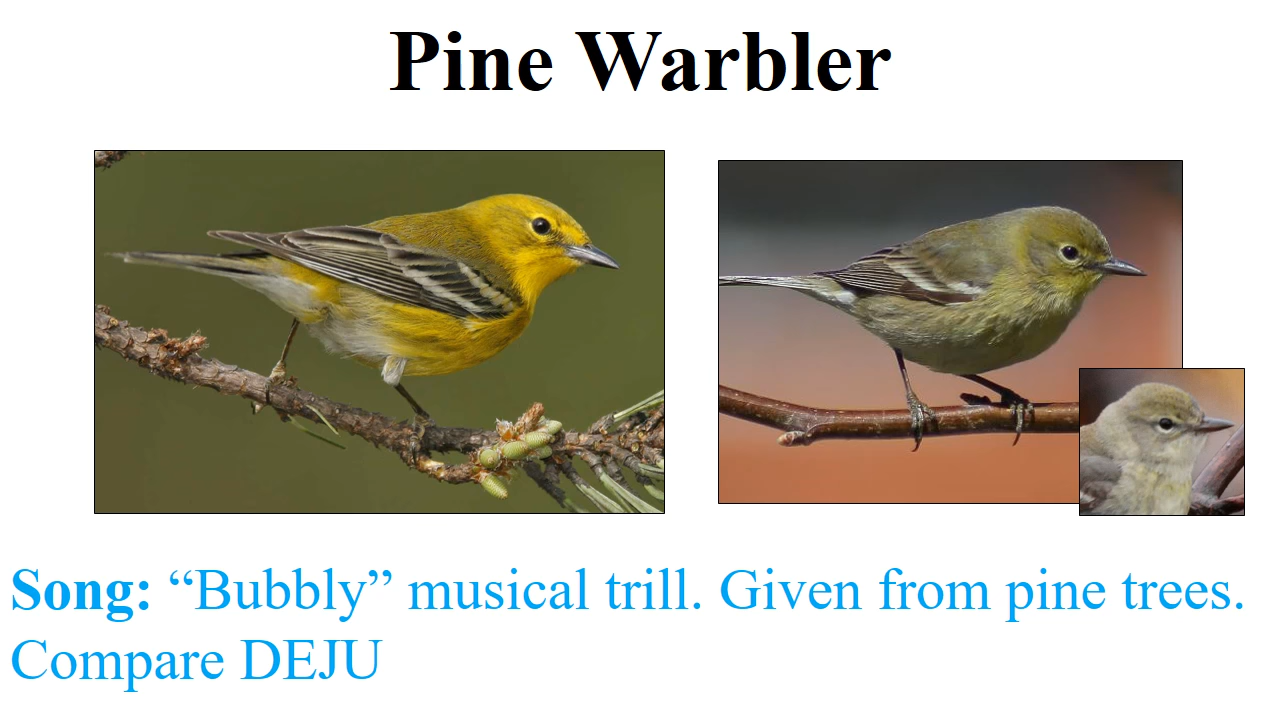 Pine Warbler
Song: “Bubbly” musical trill. Given from pine trees.
Compare DEJU